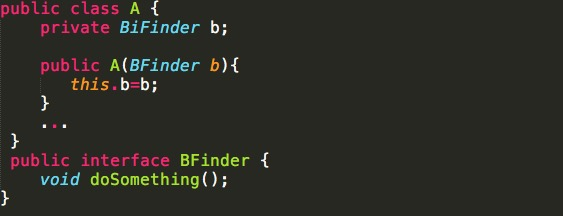 public class A {
    private BiFinder b;
    public A(BFinder b){
       this.b=b;
    }
    ...
 }
 public interface BFinder {
    void doSomething();
}